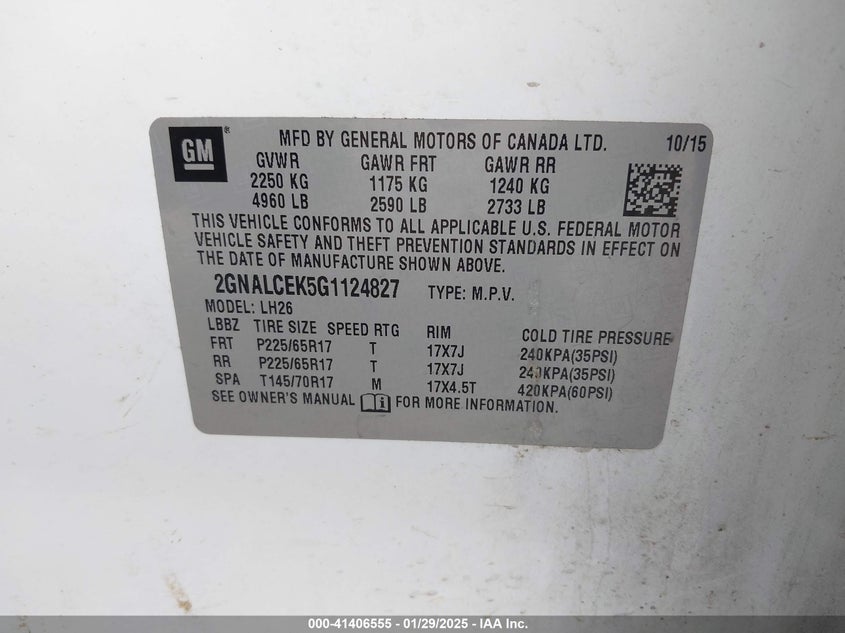 GM ® MFD BY GENERAL MOTORS OF CANADA LTD. 10/15
GVWR GAWR FRT GAWR RR
2250 KG 1175 KG 1240 KG
4960 LB 2590 LB 2733 LB
THIS VEHICLE CONFORMS TO ALL APPLICABLE U.S. FEDERAL MOTOR
VEHICLE SAFETY AND THEFT PREVENTION STANDARDS IN EFFECT ON
THE DATE OF MANUFACTURE SHOWN ABOVE.
2GNALCEK5G1124827 TYPE: M.P.V.
MODEL: LH26
LBBZ TIRE SIZE SPEED RTG RIM COLD TIRE PRESSURE
FRT P225/65R17 T 17X7J 240KPA(35PSI)
RR P225/65R17 T 17X7J 240KPA(35PSI)
SPA T145/70R17 M 17X4.5T 420KPA(60PSI)
SEE OWNER'S MANUAL i FOR MORE INFORMATION.
000-41406555 - 01/29/2025 - IAA Inc.